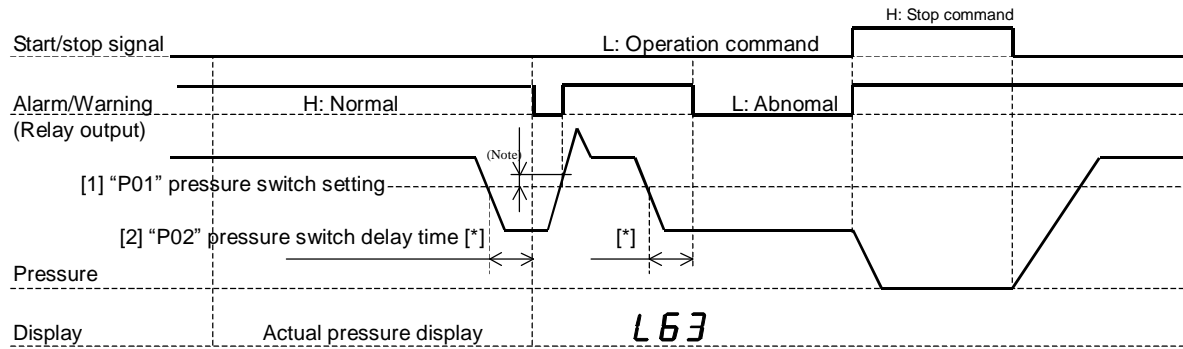 H: Stop command
Start/stop signal
L: Operation command
Alarm/Warning
(Relay output)
H: Normal
L: Abnomal
(Note)
[1] “P01” pressure switch setting
[2] “P02” pressure switch delay time [*]
[*]
Pressure
Display
Actual pressure display
L63